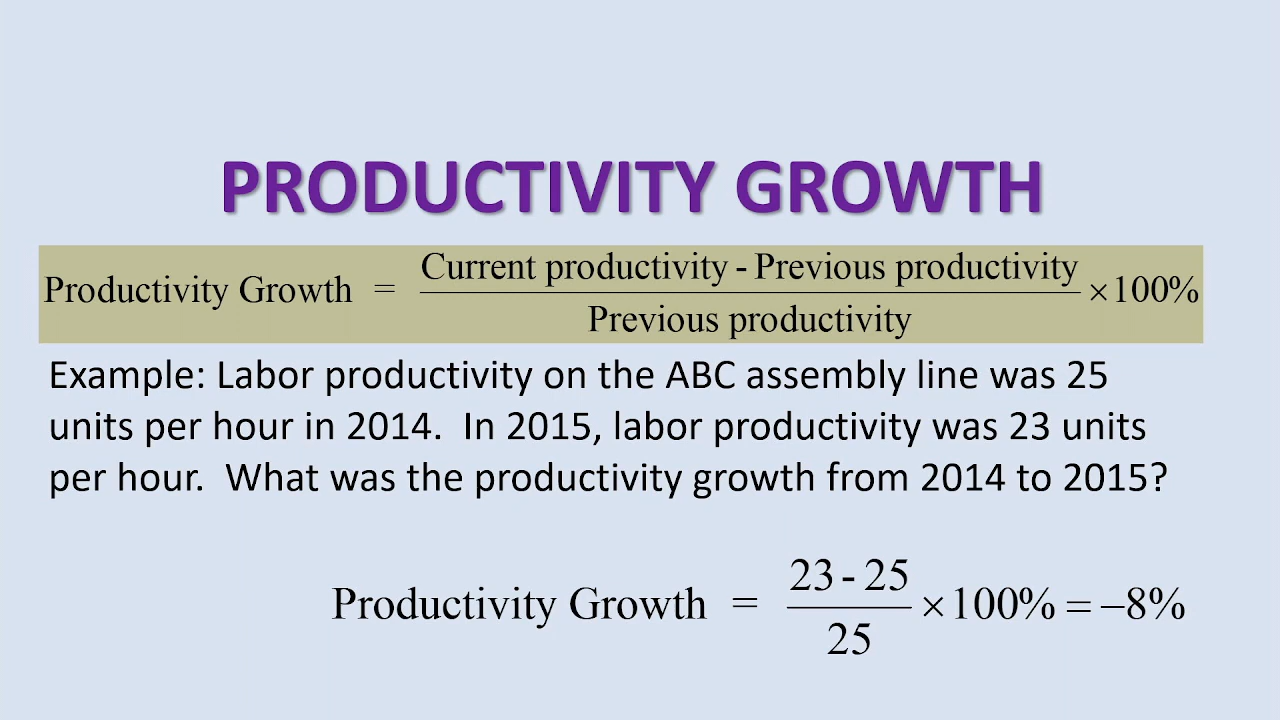 PRODUCTIVITY GROWTH
Productivity Growth = Current productivity - Previous productivity / Previous productivity ×100%
Example: Labor productivity on the ABC assembly line was 25
units per hour in 2014.  In 2015, labor productivity was 23 units
per hour.  What was the productivity growth from 2014 to 2015?
Productivity Growth = 23 - 25 / 25 ×100% = –8%